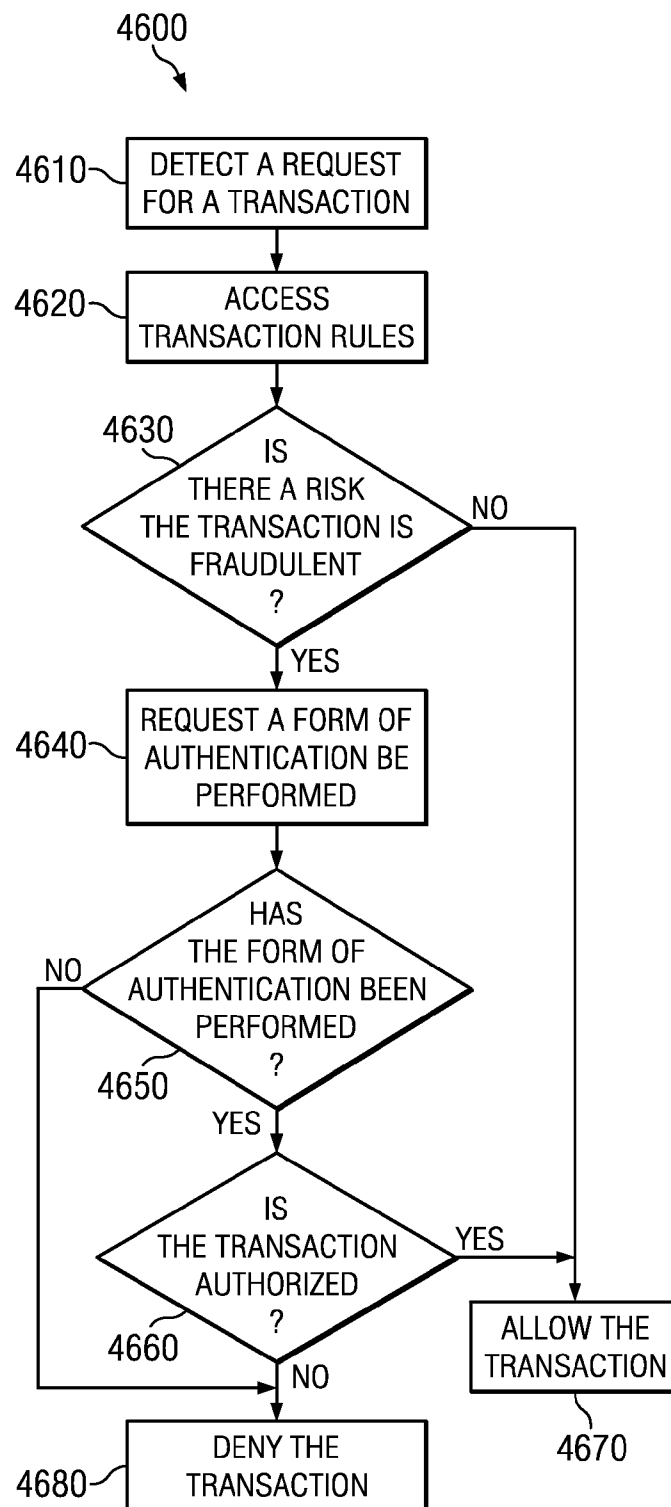 4600
4610
DETECT A REQUEST
FOR A TRANSACTION
4620
ACCESS
TRANSACTION RULES
4630
IS
THERE A RISK
THE TRANSACTION IS
FRAUDULENT
?
NO
YES
4640
REQUEST A FORM OF
AUTHENTICATION BE
PERFORMED
HAS
THE FORM OF
AUTHENTICATION BEEN
PERFORMED
?
NO
4650
YES
IS
THE TRANSACTION
AUTHORIZED
?
YES
4660
NO
ALLOW THE
TRANSACTION
4670
4680
DENY THE
TRANSACTION